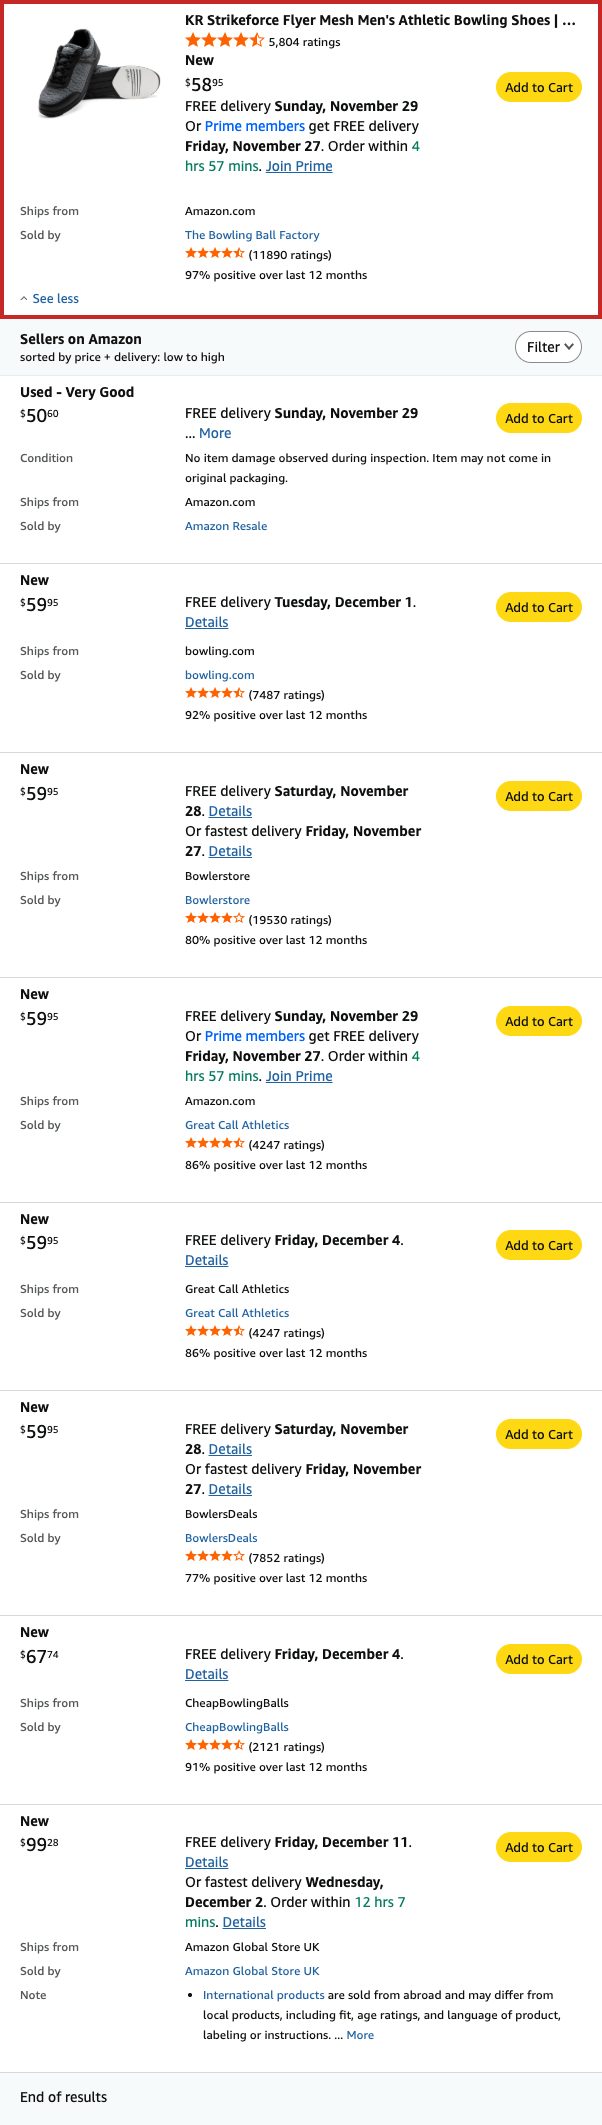 KR Strikeforce Flyer Mesh Men's Athletic Bowling Shoes | ...
5,804 ratings
New
$5895
Add to Cart
FREE delivery Sunday, November 29
Or Prime members get FREE delivery
Friday, November 27. Order within 4
hrs 57 mins. Join Prime
Ships from
Amazon.com
Sold by
The Bowling Ball Factory
(11890 ratings)
97% positive over last 12 months
See less
Sellers on Amazon
sorted by price + delivery: low to high
Filter
Used - Very Good
$5060
FREE delivery Sunday, November 29
... More
Add to Cart
Condition
No item damage observed during inspection. Item may not come in
original packaging.
Ships from
Amazon.com
Sold by
Amazon Resale
New
$5995
FREE delivery Tuesday, December 1.
Details
Add to Cart
Ships from
bowling.com
Sold by
bowling.com
(7487 ratings)
92% positive over last 12 months
New
$5995
FREE delivery Saturday, November
28. Details
Or fastest delivery Friday, November
27. Details
Add to Cart
Ships from
Bowlerstore
Sold by
Bowlerstore
(19530 ratings)
80% positive over last 12 months
New
$5995
FREE delivery Sunday, November 29
Or Prime members get FREE delivery
Friday, November 27. Order within 4
hrs 57 mins. Join Prime
Add to Cart
Ships from
Amazon.com
Sold by
Great Call Athletics
(4247 ratings)
86% positive over last 12 months
New
$5995
FREE delivery Friday, December 4.
Details
Add to Cart
Ships from
Great Call Athletics
Sold by
Great Call Athletics
(4247 ratings)
86% positive over last 12 months
New
$5995
FREE delivery Saturday, November
28. Details
Or fastest delivery Friday, November
27. Details
Add to Cart
Ships from
BowlersDeals
Sold by
BowlersDeals
(7852 ratings)
77% positive over last 12 months
New
$6774
FREE delivery Friday, December 4.
Details
Add to Cart
Ships from
CheapBowlingBalls
Sold by
CheapBowlingBalls
(2121 ratings)
91% positive over last 12 months
New
$9928
FREE delivery Friday, December 11.
Details
Or fastest delivery Wednesday,
December 2. Order within 12 hrs 7
mins. Details
Add to Cart
Ships from
Amazon Global Store UK
Sold by
Amazon Global Store UK
Note
• International products are sold from abroad and may differ from
local products, including fit, age ratings, and language of product,
labeling or instructions. ... More
End of results